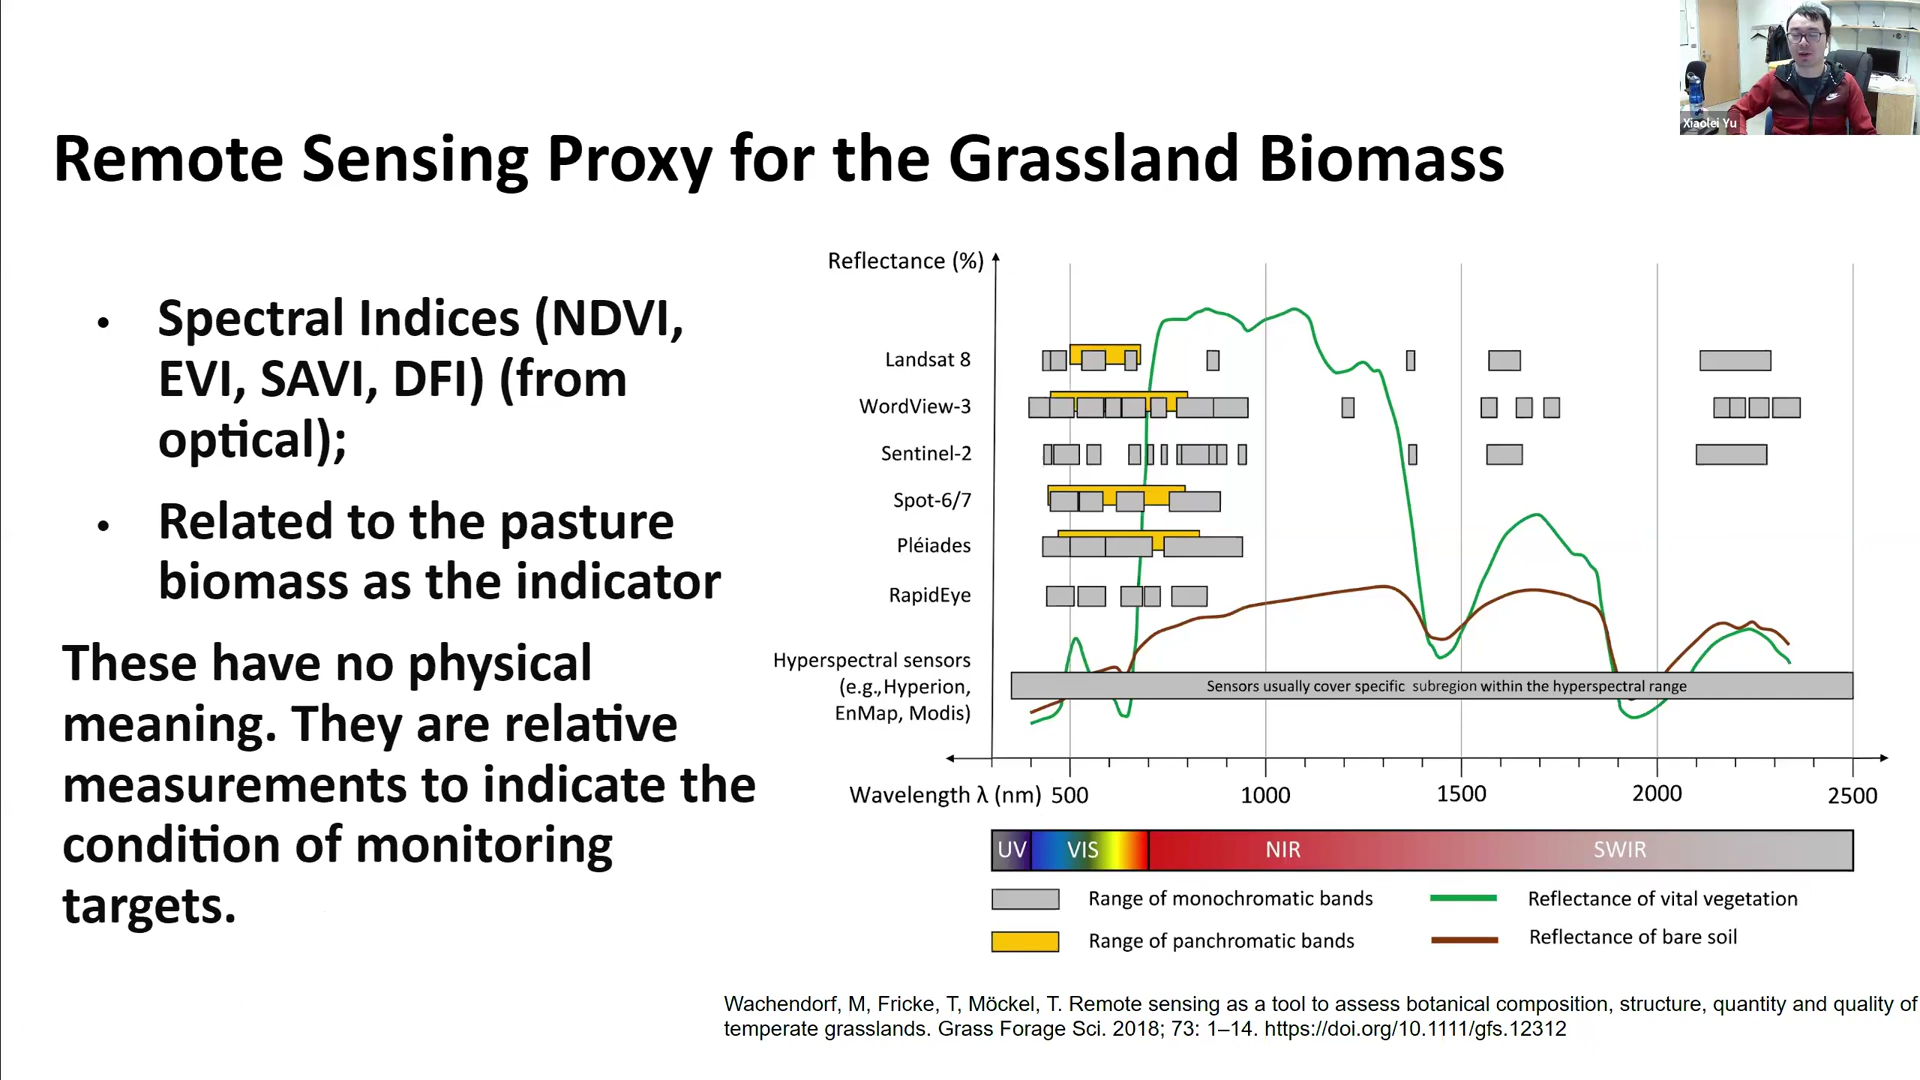 Xiaolei Yu
Remote Sensing Proxy for the Grassland Biomass
• Spectral Indices (NDVI,
EVI, SAVI, DFI) (from
optical);
• Related to the pasture
biomass as the indicator
These have no physical
meaning. They are relative
measurements to indicate the
condition of monitoring
targets.
Reflectance (%)
Landsat 8
WordView-3
Sentinel-2
Spot-6/7
Pléiades
RapidEye
Hyperspectral sensors
(e.g.,Hyperion,
EnMap, Modis)
Sensors usually cover specific subregion within the hyperspectral range
Wavelength λ (nm) 500 1000 1500 2000 2500
UV VIS NIR SWIR
Range of monochromatic bands
Reflectance of vital vegetation
Range of panchromatic bands
Reflectance of bare soil
Wachendorf, M, Fricke, T, Möckel, T. Remote sensing as a tool to assess botanical composition, structure, quantity and quality of
temperate grasslands. Grass Forage Sci. 2018; 73: 1–14. https://doi.org/10.1111/gfs.12312